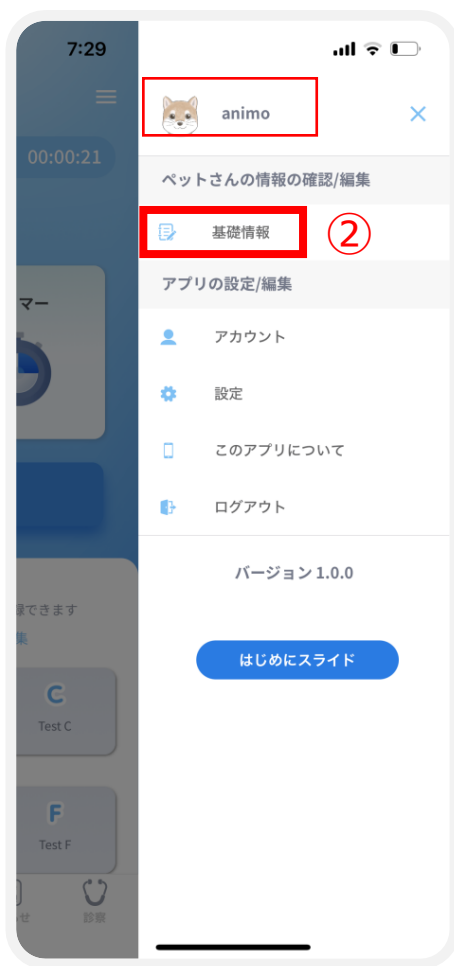 7:29
animo
00:00:21
ペットさんの情報の確認/編集
基礎情報
②
アプリの設定/編集
マー
アカウント
設定
このアプリについて
ログアウト
バージョン 1.0.0
録できます
集
はじめにスライド
C
Test C
F
Test F
せ
診察